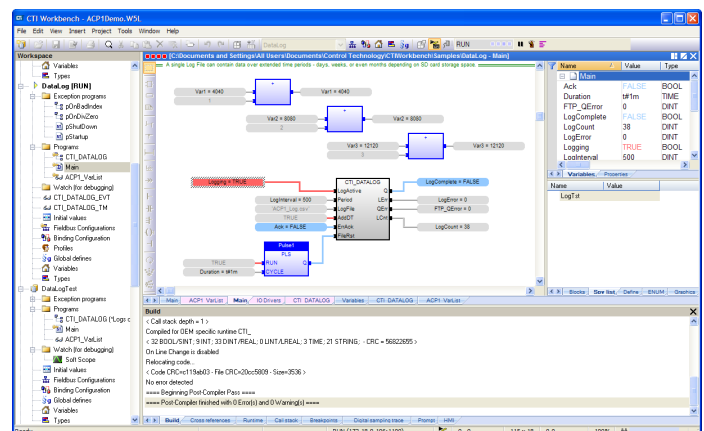 CTI Workbench - ACP1Demo.W5L
File Edit View Insert Project Tools Window Help
DataLog
RUN
Workspace
Variables
Types
DataLog [RUN]
Exception programs
pOnBadIndex
pOnDivZero
pShutDown
pStartup
Programs
CTI_DATALOG
Main
ACP1_VarList
Watch (for debugging)
CTI_DATALOG_EVT
CTI_DATALOG_TM
Initial values
Fieldbus Configurations
Binding Configuration
Profiles
Global defines
Variables
Types
DataLogTest
Exception programs
Programs
CTI_DATALOG (*Logs c
Main
ACP1_VarList
Watch (for debugging)
Soft Scope
Initial values
Fieldbus Configurations
Binding Configuration
Global defines
Variables
Types
[C:\Documents and Settings\All Users\Documents\Control Technology\CTIWorkbench\Samples\DataLog - Main]
A single Log File can contain data over extended time periods - days, weeks, or even months depending on SD card storage space.
Var1 = 4040
1
+
Var1 = 4040
Var2 = 8080
2
Var2 = 8080
Var3 = 12120
3
Var3 = 12120
Logging = TRUE
LogInterval = 500
ACP1_Log.csv
TRUE
Ack = FALSE
CTI_DATALOG
LogActive Q
Period LErr
LogFile QErr
AddDT LCnt
ErrAck
FileRst
LogComplete = FALSE
LogError = 0
FTP_QError = 0
LogCount = 38
Pulse1
PLS
RUN Q
CYCLE
TRUE
Duration = t#1m
Main ACP1_VarList Main IO Drivers CTI_DATALOG Variables CTI_DATALOG ACP1_VarList
Name Value Type
Main
Ack FALSE BOOL
Duration t#1m TIME
FTP_QError 0 DINT
LogComplete FALSE BOOL
LogCount 38 DINT
LogError 0 DINT
Logging TRUE BOOL
LogInterval 500 DINT
Variables Properties
Name Value
LogTst
Blocks Spy list Define ENUM Graphics
Build
< Call stack depth = 1 >
Compiled for OEM specific runtime CTI_
< 32 BOOL/SINT; 9 INT; 33 DINT/REAL; 0 LINT/LREAL; 3 TIME; 21 STRING; - CRC = 56822655 >
On Line Change is disabled
Relocating code...
< Code CRC=c119ab03 - File CRC=20cc5809 - Size=3536 >
No error detected
==== Beginning Post-Compiler Pass ====
==== Post-Compiler finished with 0 Error(s) and 0 Warning(s) ====
Build Cross references Runtime Call stack Breakpoints Digital sampling trace Prompt HMI